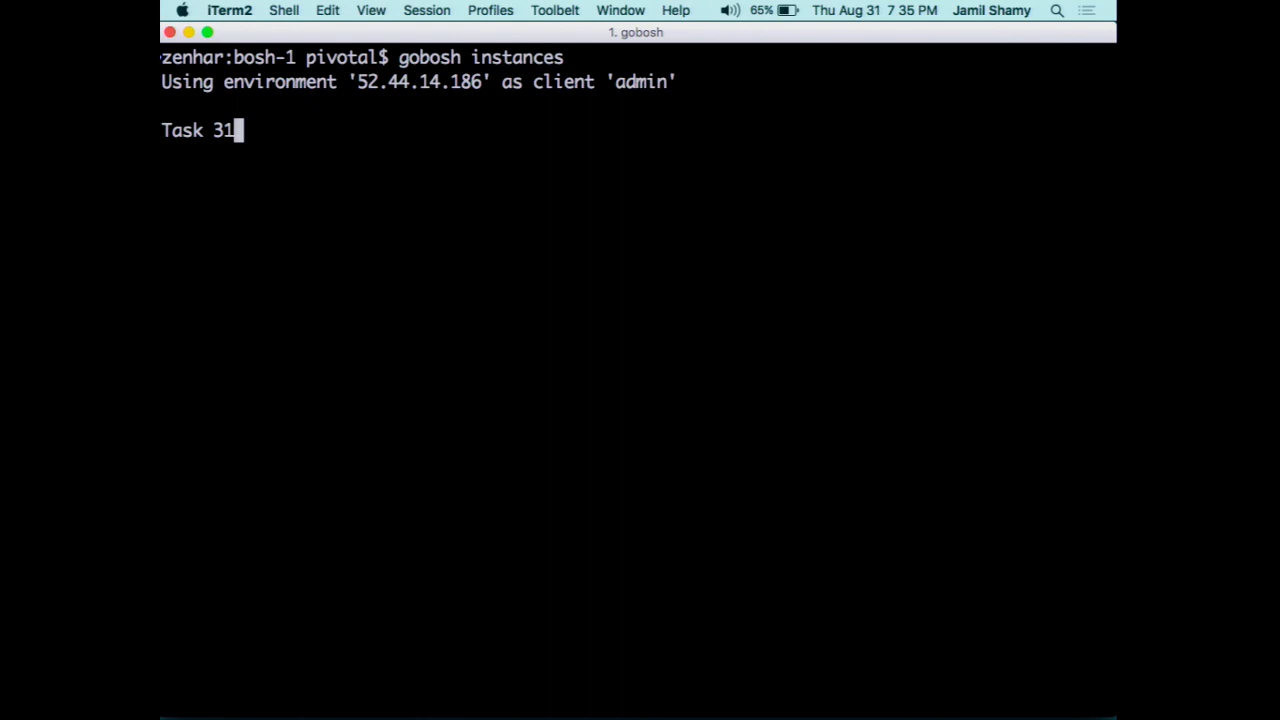 iTerm2 Shell Edit View Session Profiles Toolbelt Window Help 65% Thu Aug 31 7:35 PM Jamil Shamy
1. gobosh
zenhar:bosh-1 pivotal$ gobosh instances
Using environment '52.44.14.186' as client 'admin'
Task 31